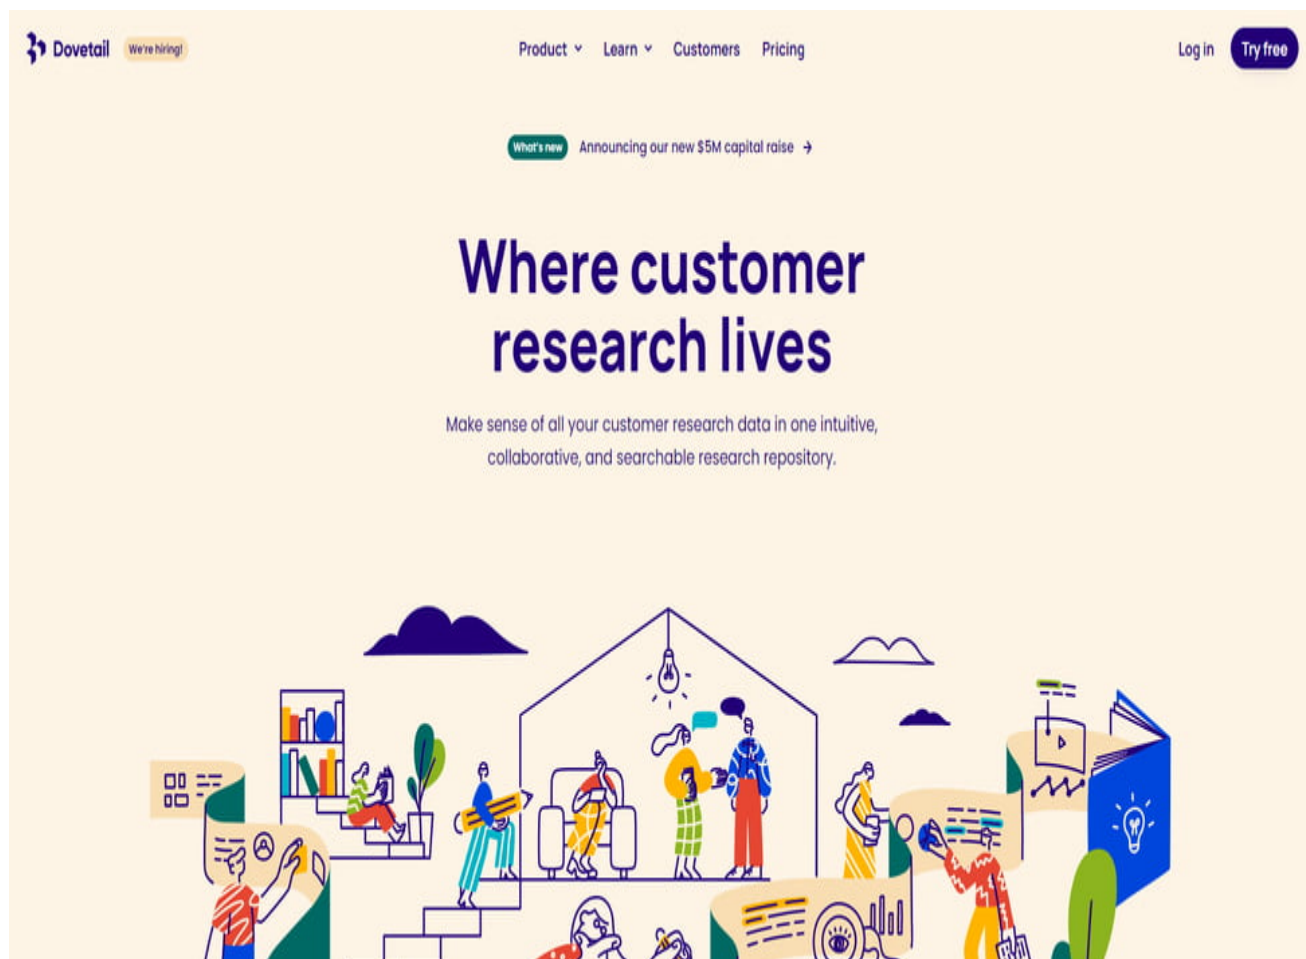 Dovetail
We're hiring!
Product
Learn
Customers
Pricing
Log in
Try free
What's new
Announcing our new $5M capital raise →
Where customer
research lives
Make sense of all your customer research data in one intuitive,
collaborative, and searchable research repository.